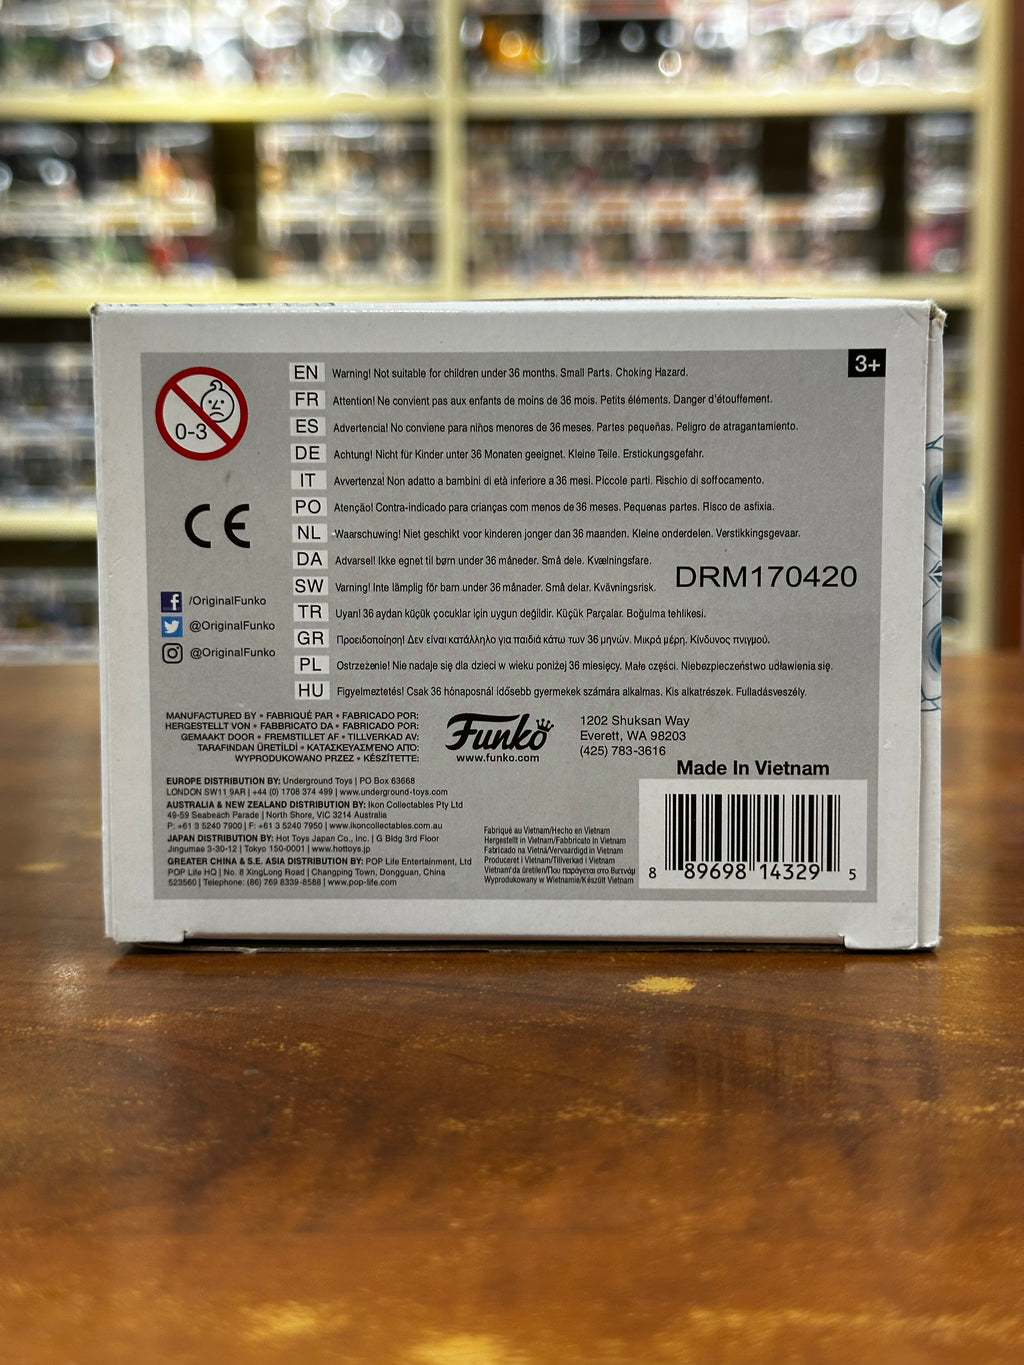 3+
0-3
EN Warning! Not suitable for children under 36 months. Small Parts. Choking Hazard.
FR Attention! Ne convient pas aux enfants de moins de 36 mois. Petits éléments. Danger d'étouffement.
ES Advertencia! No conviene para niños menores de 36 meses. Partes pequeñas. Peligro de atragantamiento.
DE Achtung! Nicht für Kinder unter 36 Monaten geeignet. Kleine Teile. Erstickungsgefahr.
IT Avvertenza! Non adatto a bambini di età inferiore a 36 mesi. Piccole parti. Rischio di soffocamento.
PO Atenção! Contra-indicado para crianças com menos de 36 meses. Pequenas partes. Risco de asfixia.
NL Waarschuwing! Niet geschikt voor kinderen jonger dan 36 maanden. Kleine onderdelen. Verstikkingsgevaar.
DA Advarsel! Ikke egnet til børn under 36 måneder. Små dele. Kvælningsfare.
SW Varning! Inte lämplig för barn under 36 månader. Små delar. Kvävningsrisk.
TR Uyarı! 36 aydan küçük çocuklar için uygun değildir. Küçük Parçalar. Boğulma tehlikesi.
GR Προειδοποίηση! Δεν είναι κατάλληλο για παιδιά κάτω των 36 μηνών. Μικρά μέρη. Κίνδυνος πνιγμού.
PL Ostrzeżenie! Nie nadaje się dla dzieci w wieku poniżej 36 miesięcy. Małe części. Niebezpieczeństwo udławienia się.
HU Figyelmeztetés! Csak 36 hónaposnál idősebb gyermekek számára alkalmas. Kis alkatrészek. Fulladásveszély.
DRM170420
CE
/OriginalFunko
@OriginalFunko
@OriginalFunko
MANUFACTURED BY • FABRIQUÉ PAR • FABRICADO POR:
HERGESTELLT VON • FABBRICATO DA • FABRICADO POR:
GEMAAKT DOOR • FREMSTILLET AF • TILLVERKAD AV:
TARAFINDAN ÜRETİLDİ • ΚΑΤΑΣΚΕΥΑΣΜΈΝΟ ΑΠΌ:
WYPRODUKOWANO PRZEZ • KÉSZÍTETTE:
Funko
www.funko.com
1202 Shuksan Way
Everett, WA 98203
(425) 783-3616
EUROPE DISTRIBUTION BY: Underground Toys | PO Box 63668
LONDON SW11 9AR | +44 (0) 1708 374 499 | www.underground-toys.com
AUSTRALIA & NEW ZEALAND DISTRIBUTION BY: Ikon Collectables Pty Ltd
49-59 Seabeach Parade | North Shore, VIC 3214 Australia
P: +61 3 5240 7900 | F: +61 3 5240 7950 | www.ikoncollectables.com.au
JAPAN DISTRIBUTION BY: Hot Toys Japan Co., Inc. | G Bldg 3rd Floor
Jingumae 3-30-12 | Tokyo 150-0001 | www.hottoys.jp
GREATER CHINA & S.E. ASIA DISTRIBUTION BY: POP Life Entertainment, Ltd
POP Life HQ | No. 8 XingLong Road | Changping Town, Dongguan, China
523560 | Telephone: (86) 769 8339-8588 | www.pop-life.com
Fabriqué au Vietnam/Hecho en Vietnam
Hergestellt in Vietnam/Fabbricato in Vietnam
Fabricado na Vietnã/Vervaardigd in Vietnam
Produceret i Vietnam/Tillverkad i Vietnam
Vietnam'da üretilen/Που παράγεται στο Βιετνάμ
Wyprodukowany w Wietnamie/Készült Vietnam
Made In Vietnam
8 89698 14329 5